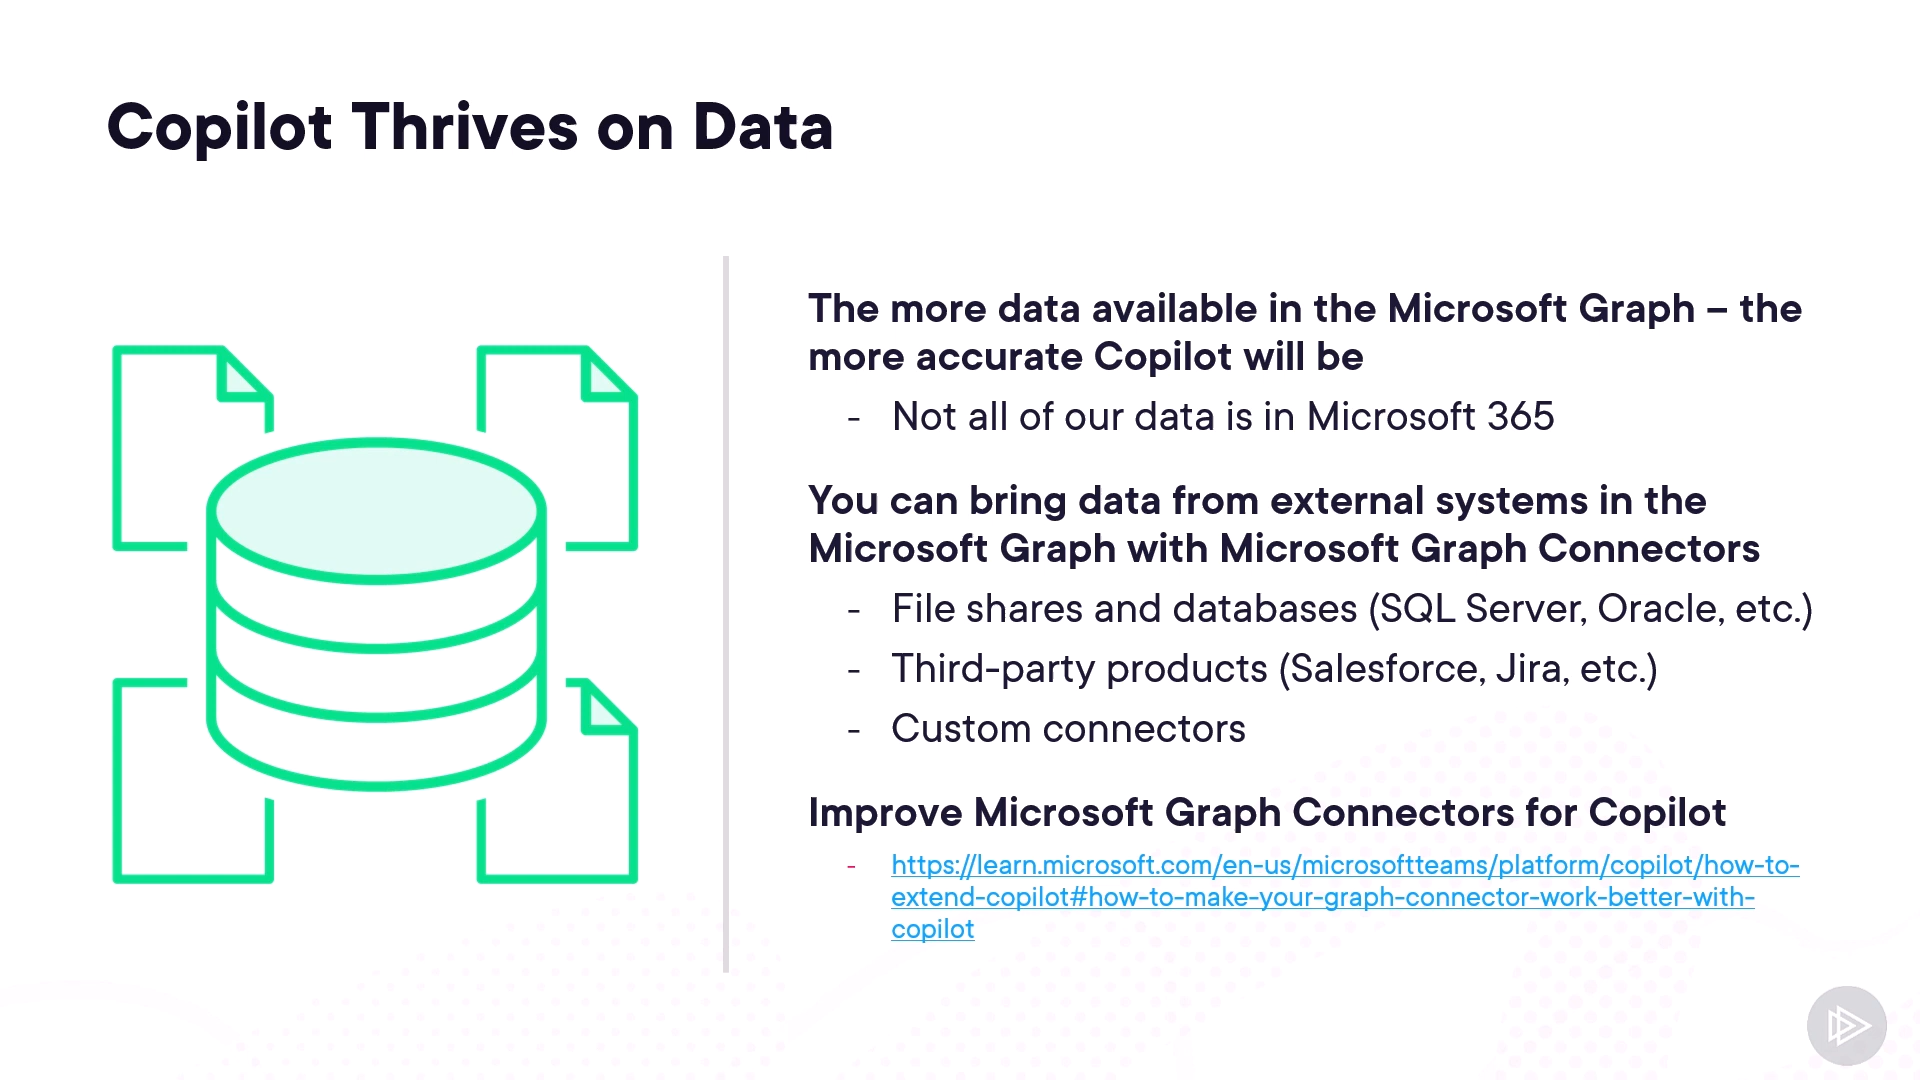 Copilot Thrives on Data
The more data available in the Microsoft Graph – the
more accurate Copilot will be
- Not all of our data is in Microsoft 365
You can bring data from external systems in the
Microsoft Graph with Microsoft Graph Connectors
- File shares and databases (SQL Server, Oracle, etc.)
- Third-party products (Salesforce, Jira, etc.)
- Custom connectors
Improve Microsoft Graph Connectors for Copilot
- https://learn.microsoft.com/en-us/microsoftteams/platform/copilot/how-to-
extend-copilot#how-to-make-your-graph-connector-work-better-with-
copilot